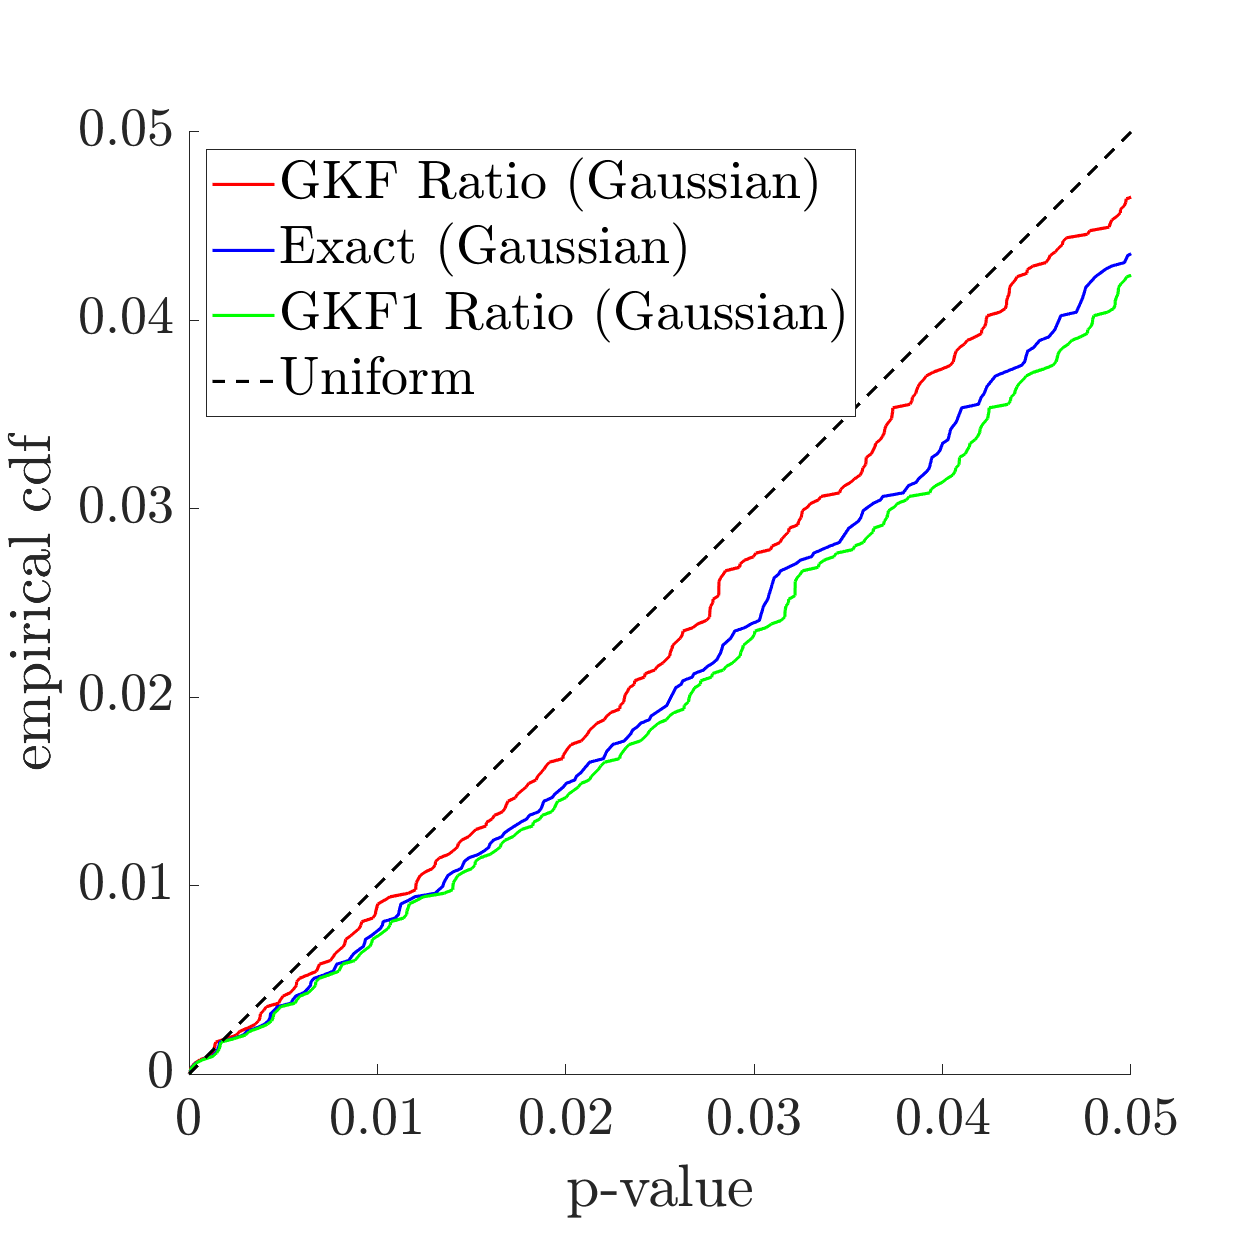 0.05
GKF Ratio (Gaussian)
Exact (Gaussian)
GKF1 Ratio (Gaussian)
Uniform
0.04
0.03
0.02
0.01
0
empirical cdf
0 0.01 0.02 0.03 0.04 0.05
p-value